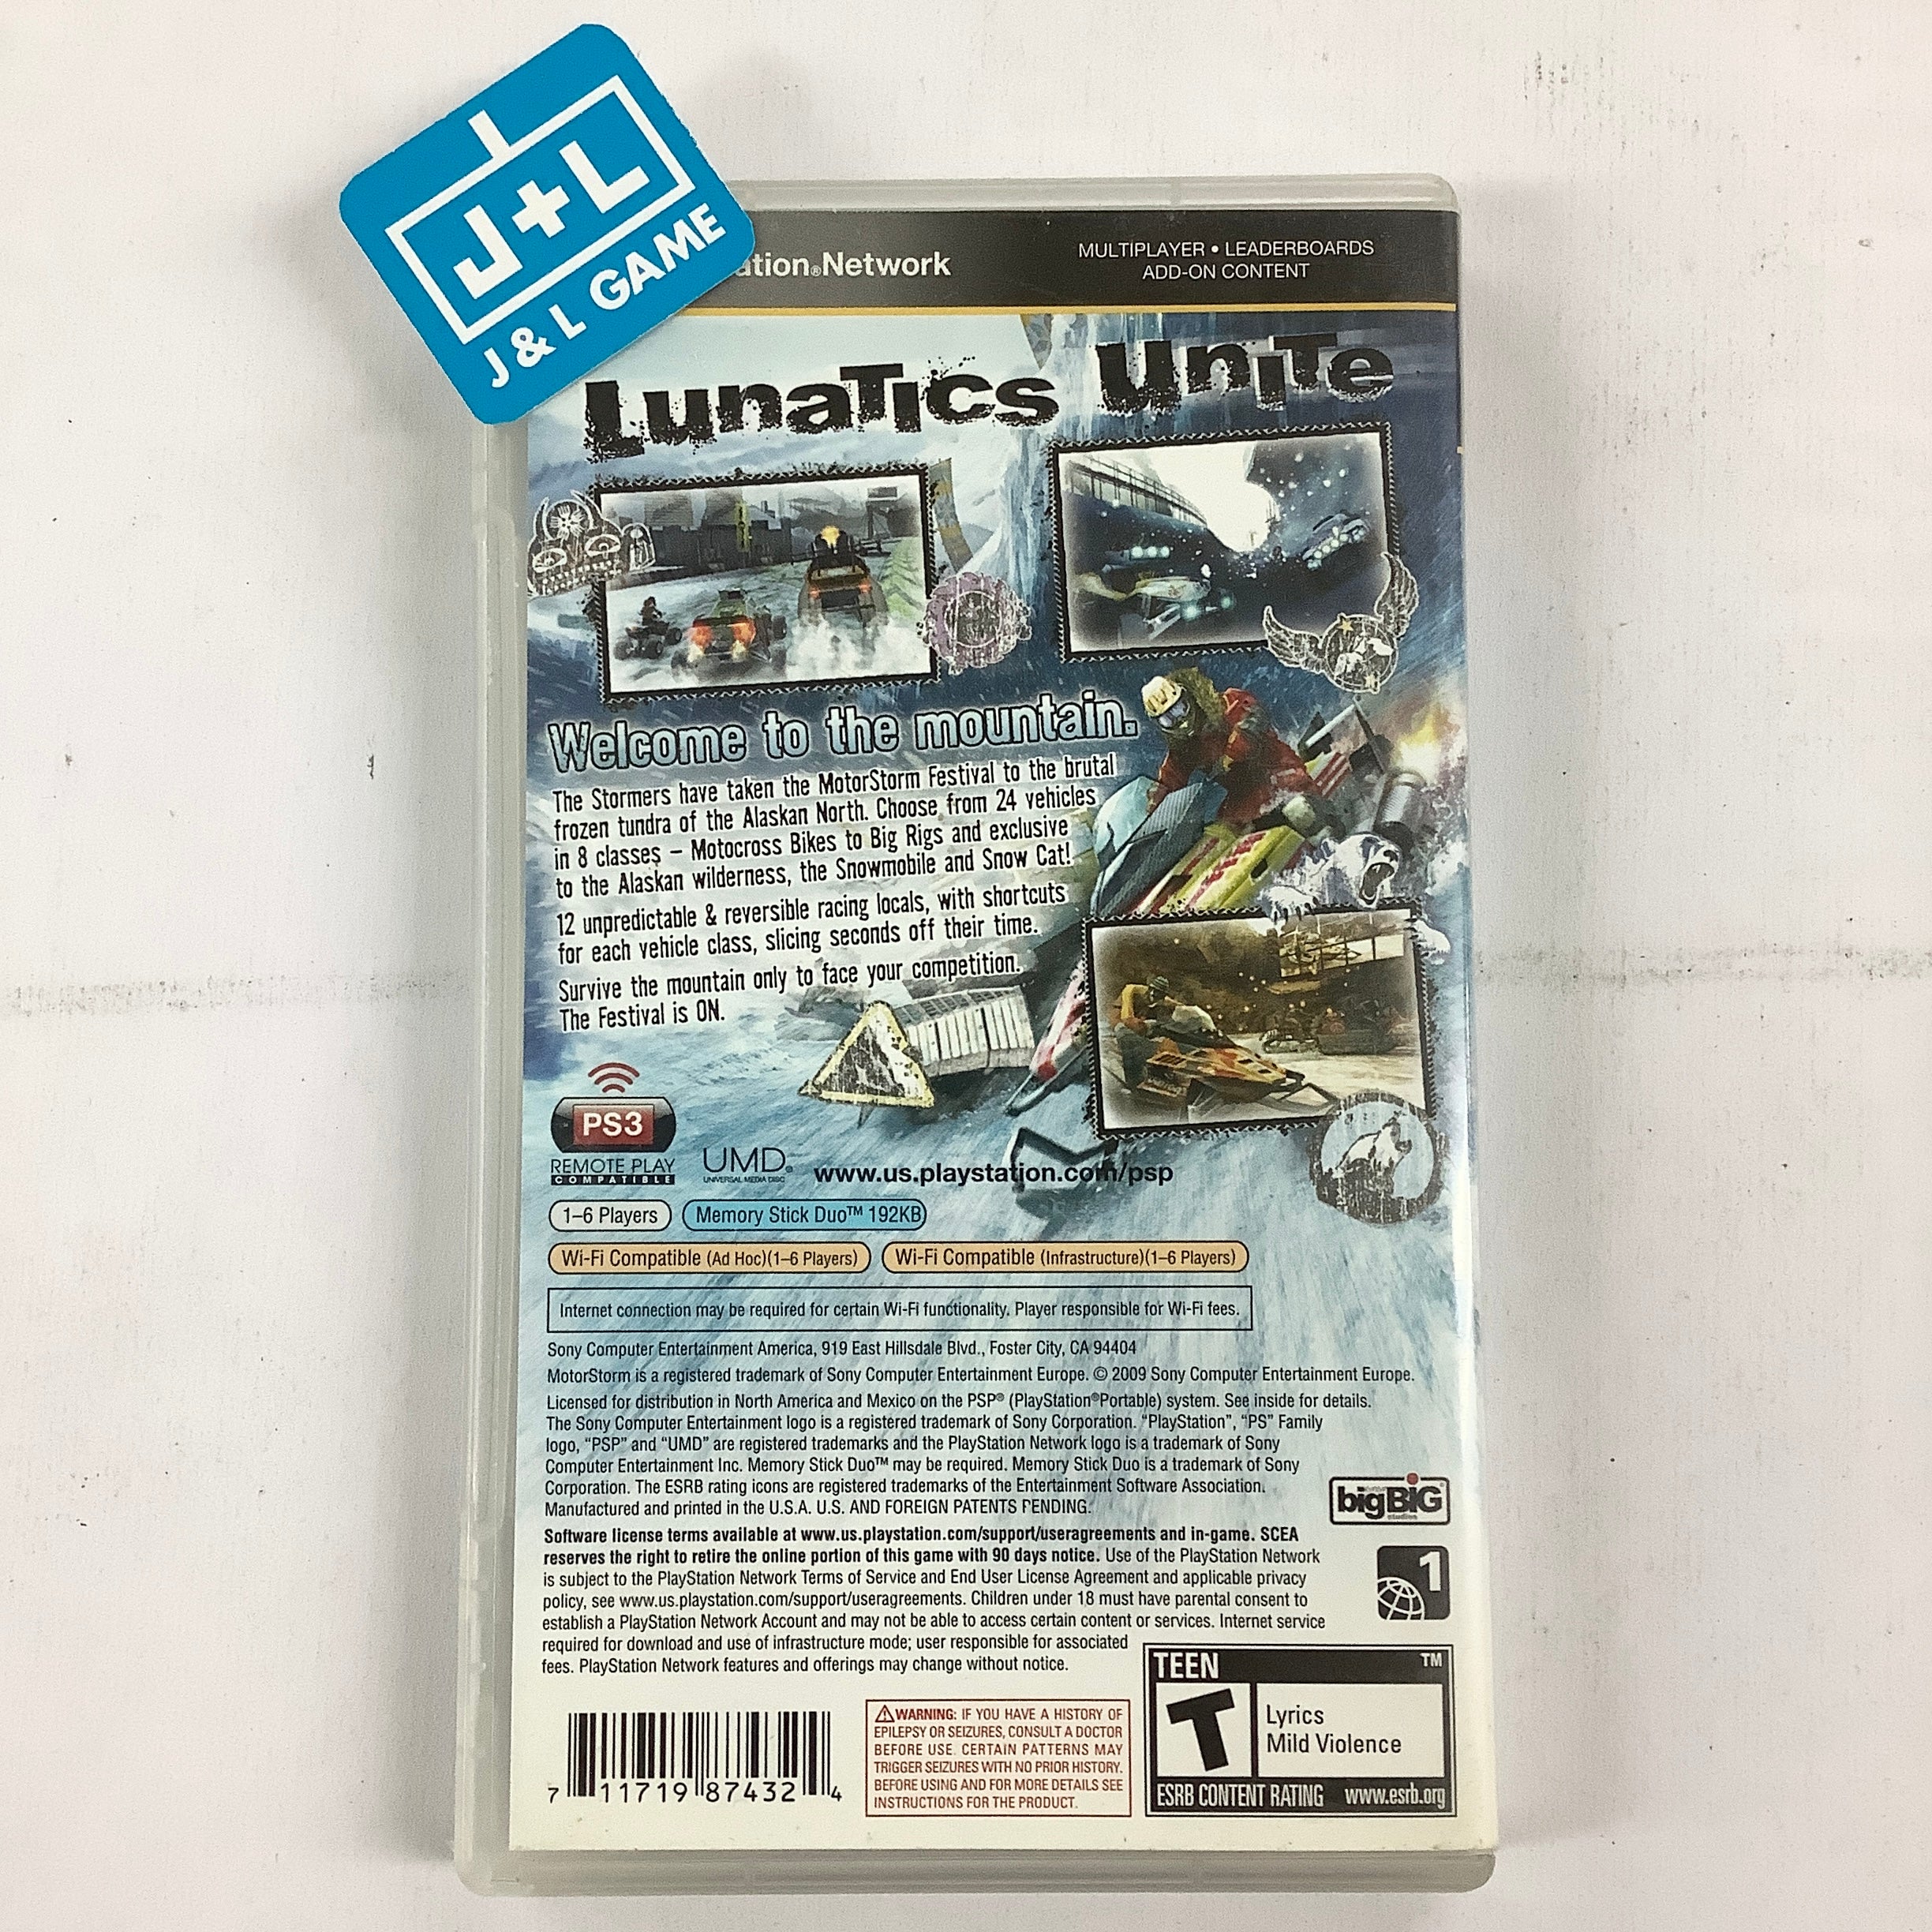 J+L
J & L GAME
ation®Network
MULTIPLAYER • LEADERBOARDS
ADD-ON CONTENT
LunaTics UniTe
Welcome to the mountain.
The Stormers have taken the MotorStorm Festival to the brutal
frozen tundra of the Alaskan North. Choose from 24 vehicles
in 8 classes – Motocross Bikes to Big Rigs and exclusive
to the Alaskan wilderness, the Snowmobile and Snow Cat!
12 unpredictable & reversible racing locals, with shortcuts
for each vehicle class, slicing seconds off their time.
Survive the mountain only to face your competition.
The Festival is ON.
PS3
REMOTE PLAY
COMPATIBLE
UMD®
UNIVERSAL MEDIA DISC
www.us.playstation.com/psp
1–6 Players
Memory Stick Duo™ 192KB
Wi-Fi Compatible (Ad Hoc)(1–6 Players)
Wi-Fi Compatible (Infrastructure)(1–6 Players)
Internet connection may be required for certain Wi-Fi functionality. Player responsible for Wi-Fi fees.
Sony Computer Entertainment America, 919 East Hillsdale Blvd., Foster City, CA 94404
MotorStorm is a registered trademark of Sony Computer Entertainment Europe. © 2009 Sony Computer Entertainment Europe.
Licensed for distribution in North America and Mexico on the PSP® (PlayStation®Portable) system. See inside for details.
The Sony Computer Entertainment logo is a registered trademark of Sony Corporation. “PlayStation”, “PS” Family
logo, “PSP” and “UMD” are registered trademarks and the PlayStation Network logo is a trademark of Sony
Computer Entertainment Inc. Memory Stick Duo™ may be required. Memory Stick Duo is a trademark of Sony
Corporation. The ESRB rating icons are registered trademarks of the Entertainment Software Association.
Manufactured and printed in the U.S.A. U.S. AND FOREIGN PATENTS PENDING.
bigBIG
studios
Software license terms available at www.us.playstation.com/support/useragreements and in-game. SCEA
reserves the right to retire the online portion of this game with 90 days notice. Use of the PlayStation Network
is subject to the PlayStation Network Terms of Service and End User License Agreement and applicable privacy
policy, see www.us.playstation.com/support/useragreements. Children under 18 must have parental consent to
establish a PlayStation Network Account and may not be able to access certain content or services. Internet service
required for download and use of infrastructure mode; user responsible for associated
fees. PlayStation Network features and offerings may change without notice.
1
7 11719 87432 4
WARNING: IF YOU HAVE A HISTORY OF
EPILEPSY OR SEIZURES, CONSULT A DOCTOR
BEFORE USE. CERTAIN PATTERNS MAY
TRIGGER SEIZURES WITH NO PRIOR HISTORY.
BEFORE USING AND FOR MORE DETAILS SEE
INSTRUCTIONS FOR THE PRODUCT.
TEEN ™
T
Lyrics
Mild Violence
ESRB CONTENT RATING www.esrb.org